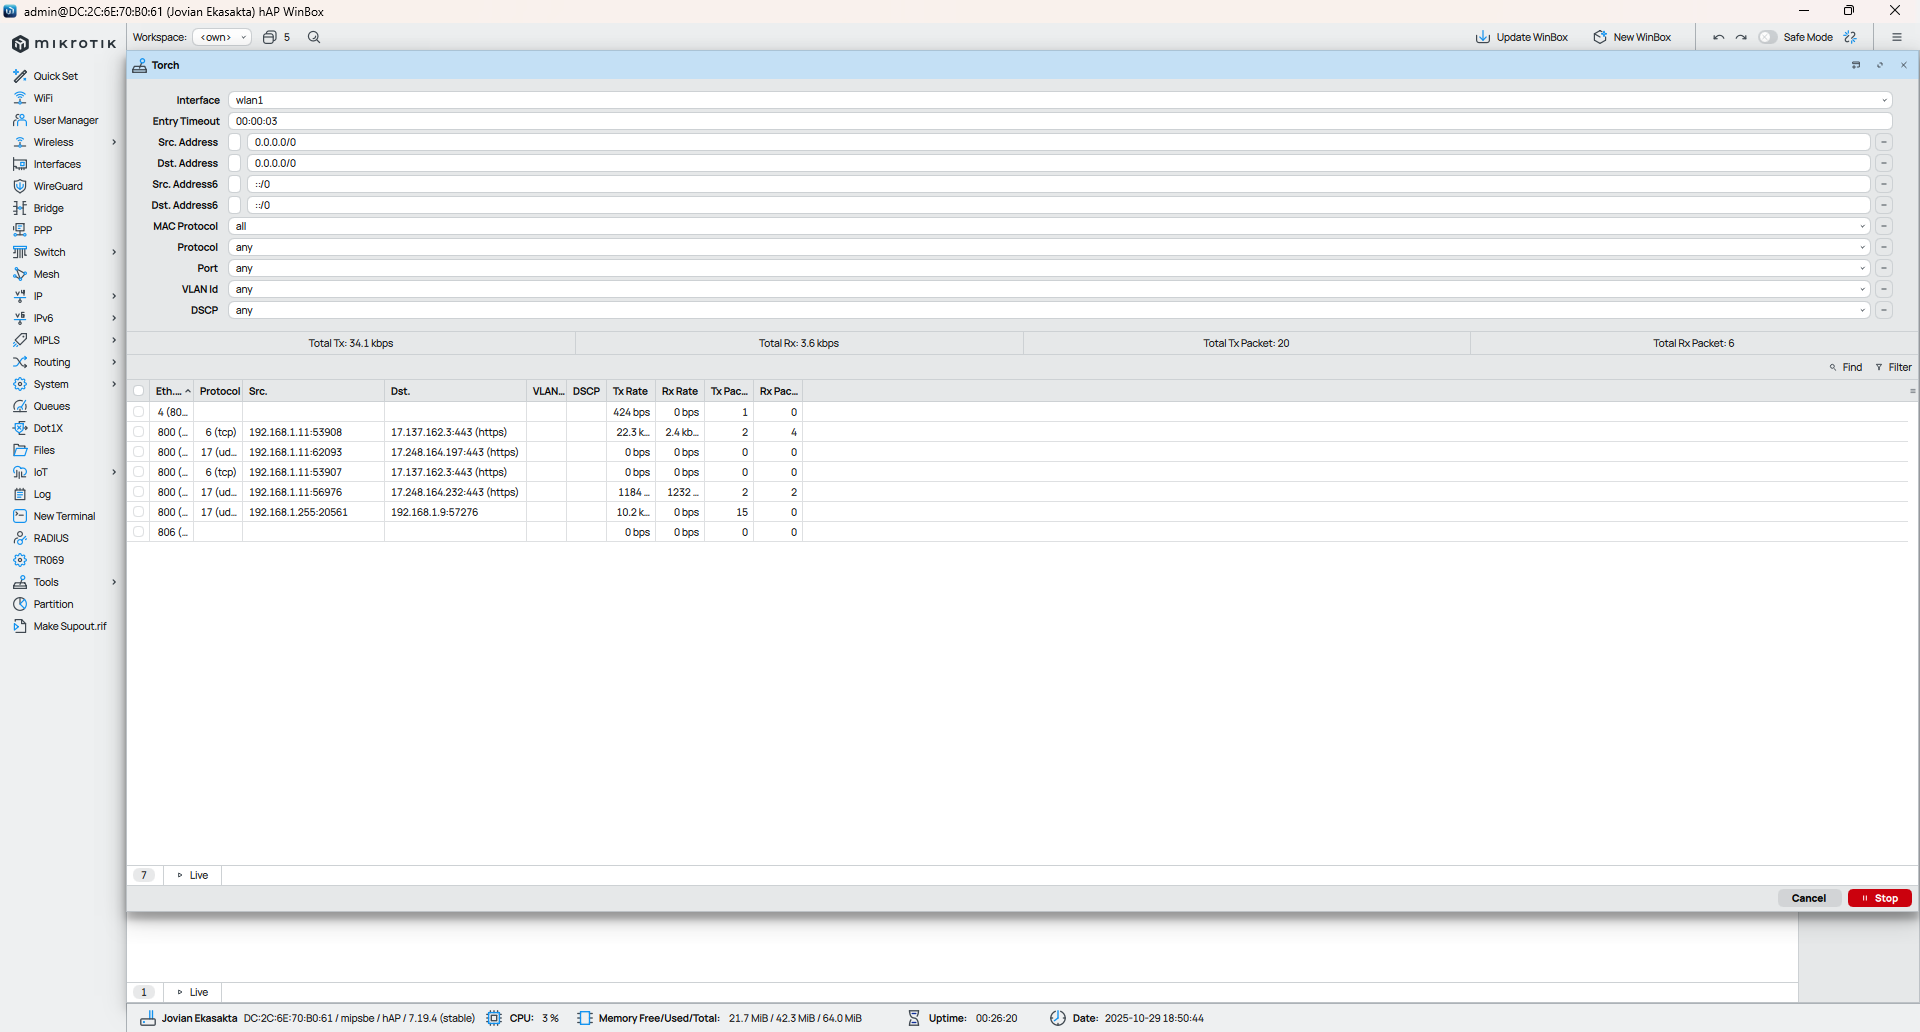 admin@DC:2C:6E:70:B0:61 (Jovian Ekasakta) hAP WinBox
mikrotik
Workspace: <own> 5 Update WinBox New WinBox Safe Mode
Torch
Quick Set
WiFi
User Manager
Wireless
Interfaces
WireGuard
Bridge
PPP
Switch
Mesh
IP
IPv6
MPLS
Routing
System
Queues
Dot1X
Files
IoT
Log
New Terminal
RADIUS
TR069
Tools
Partition
Make Supout.rif
Interface wlan1
Entry Timeout 00:00:03
Src. Address 0.0.0.0/0
Dst. Address 0.0.0.0/0
Src. Address6 ::/0
Dst. Address6 ::/0
MAC Protocol all
Protocol any
Port any
VLAN Id any
DSCP any
Total Tx: 34.1 kbps Total Rx: 3.6 kbps Total Tx Packet: 20 Total Rx Packet: 6
Find Filter
Eth.... Protocol Src. Dst. VLAN... DSCP Tx Rate Rx Rate Tx Pac... Rx Pac...
4 (80... 424 bps 0 bps 1 0
800 (... 6 (tcp) 192.168.1.11:53908 17.137.162.3:443 (https) 22.3 k... 2.4 kb... 2 4
800 (... 17 (ud... 192.168.1.11:62093 17.248.164.197:443 (https) 0 bps 0 bps 0 0
800 (... 6 (tcp) 192.168.1.11:53907 17.137.162.3:443 (https) 0 bps 0 bps 0 0
800 (... 17 (ud... 192.168.1.11:56976 17.248.164.232:443 (https) 1184 ... 1232 ... 2 2
800 (... 17 (ud... 192.168.1.255:20561 192.168.1.9:57276 10.2 k... 0 bps 15 0
806 (... 0 bps 0 bps 0 0
7 Live
Cancel Stop
1 Live
Jovian Ekasakta DC:2C:6E:70:B0:61 / mipsbe / hAP / 7.19.4 (stable) CPU: 3 % Memory Free/Used/Total: 21.7 MiB / 42.3 MiB / 64.0 MiB Uptime: 00:26:20 Date: 2025-10-29 18:50:44